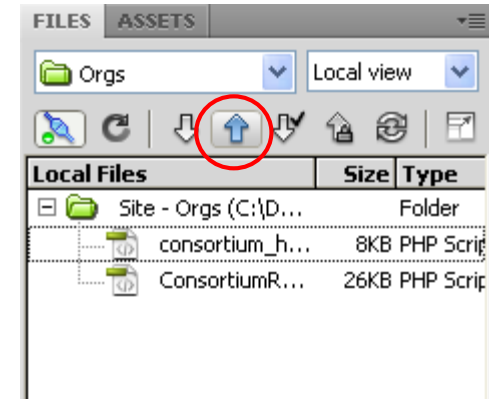 FILES ASSETS
Orgs Local view
Local Files Size Type
Site - Orgs (C:\D... Folder
consortium_h... 8KB PHP Scrip
ConsortiumR... 26KB PHP Scrip